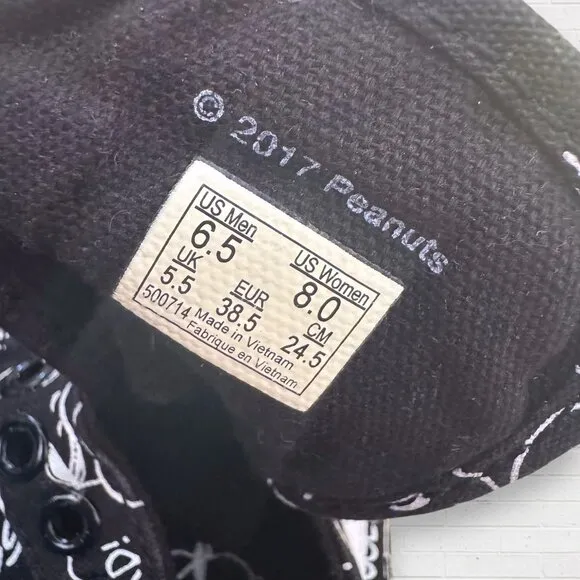 © 2017 Peanuts
US Men
6.5
US Women
8.0
UK
5.5
EUR
38.5
CM
24.5
500714
Made in Vietnam
Fabrique en Vietnam